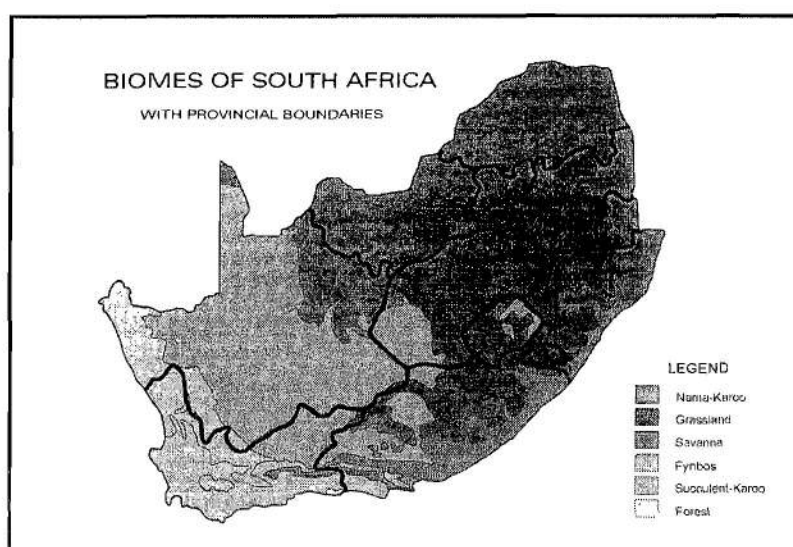 BIOMES OF SOUTH AFRICA
WITH PROVINCIAL BOUNDARIES
LEGEND
Nama-Karoo
Grassland
Savanna
Fynbos
Succulent-Karoo
Forest